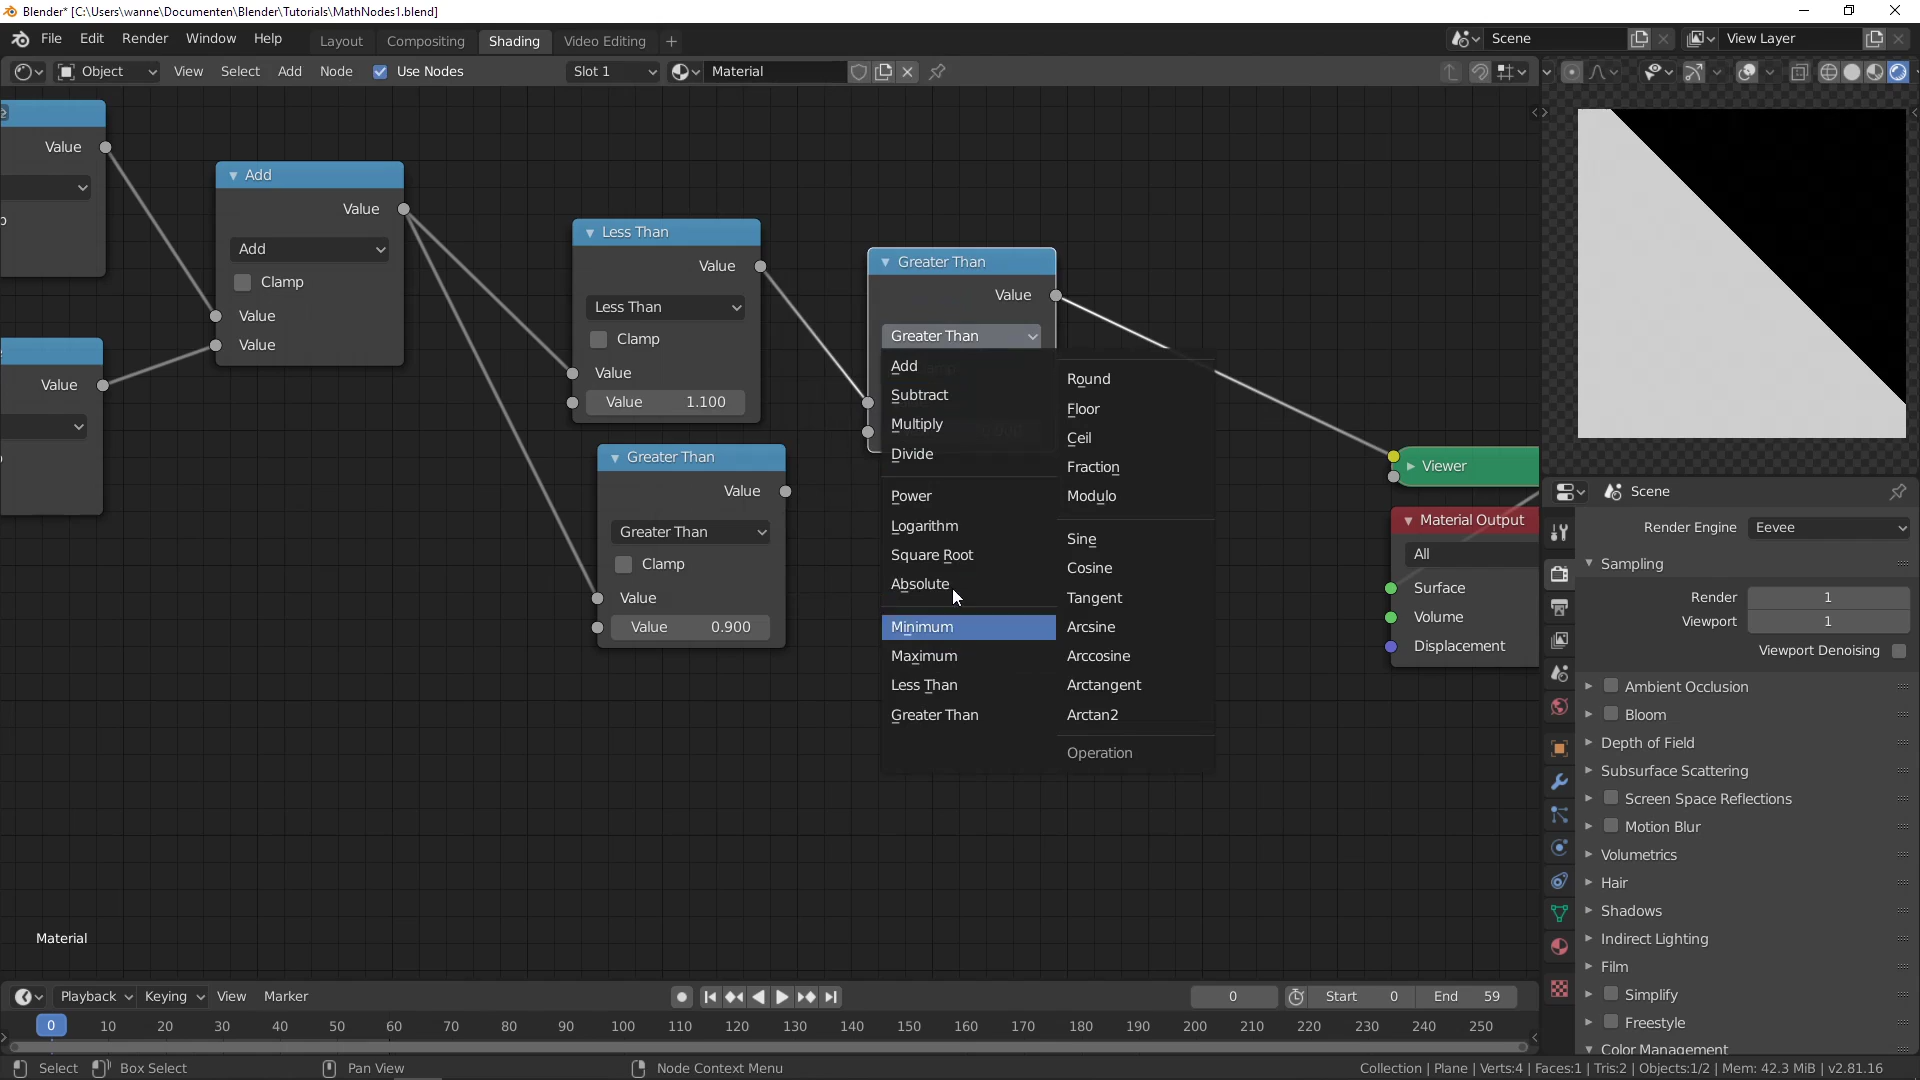 Blender* [C:\Users\wanne\Documenten\Blender\Tutorials\MathNodes1.blend]
File Edit Render Window Help Layout Compositing Shading Video Editing + Scene View Layer
Object View Select Add Node Use Nodes Slot 1 Material
Value
Value
Add
Value
Add
Clamp
Value
Value
Less Than
Value
Less Than
Clamp
Value
Value 1.100
Greater Than
Value
Greater Than
Clamp
Value
Value 0.900
Greater Than
Value
Greater Than
Add
Subtract
Multiply
Divide
Power
Logarithm
Square Root
Absolute
Minimum
Maximum
Less Than
Greater Than
Round
Floor
Ceil
Fraction
Modulo
Sine
Cosine
Tangent
Arcsine
Arccosine
Arctangent
Arctan2
Operation
Viewer
Material Output
All
Surface
Volume
Displacement
Material
Scene
Render Engine Eevee
Sampling
Render 1
Viewport 1
Viewport Denoising
Ambient Occlusion
Bloom
Depth of Field
Subsurface Scattering
Screen Space Reflections
Motion Blur
Volumetrics
Hair
Shadows
Indirect Lighting
Film
Simplify
Freestyle
Color Management
Playback Keying View Marker 0 Start 0 End 59
0 10 20 30 40 50 60 70 80 90 100 110 120 130 140 150 160 170 180 190 200 210 220 230 240 250
Select Box Select Pan View Node Context Menu Collection | Plane | Verts:4 | Faces:1 | Tris:2 | Objects:1/2 | Mem: 42.3 MiB | v2.81.16